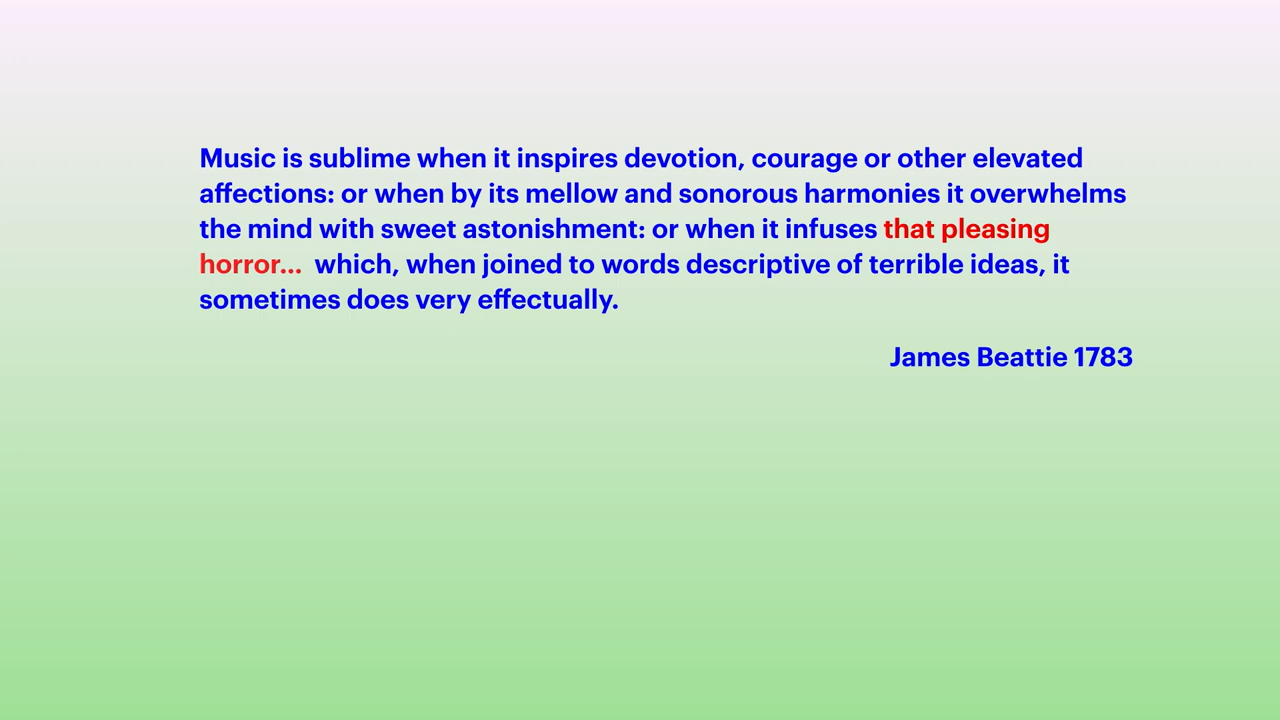 Music is sublime when it inspires devotion, courage or other elevated
affections: or when by its mellow and sonorous harmonies it overwhelms
the mind with sweet astonishment: or when it infuses that pleasing
horror... which, when joined to words descriptive of terrible ideas, it
sometimes does very effectually.
James Beattie 1783